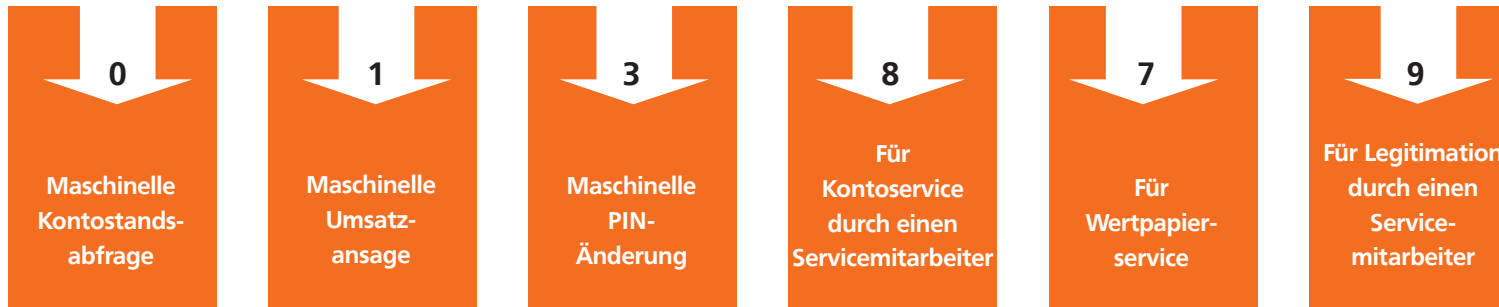 0
Maschinelle
Kontostands-
abfrage
1
Maschinelle
Umsatz-
ansage
3
Maschinelle
PIN-
Änderung
8
Für
Kontoservice
durch einen
Servicemitarbeiter
7
Für
Wertpapier-
service
9
Für Legitimation
durch einen
Service-
mitarbeiter